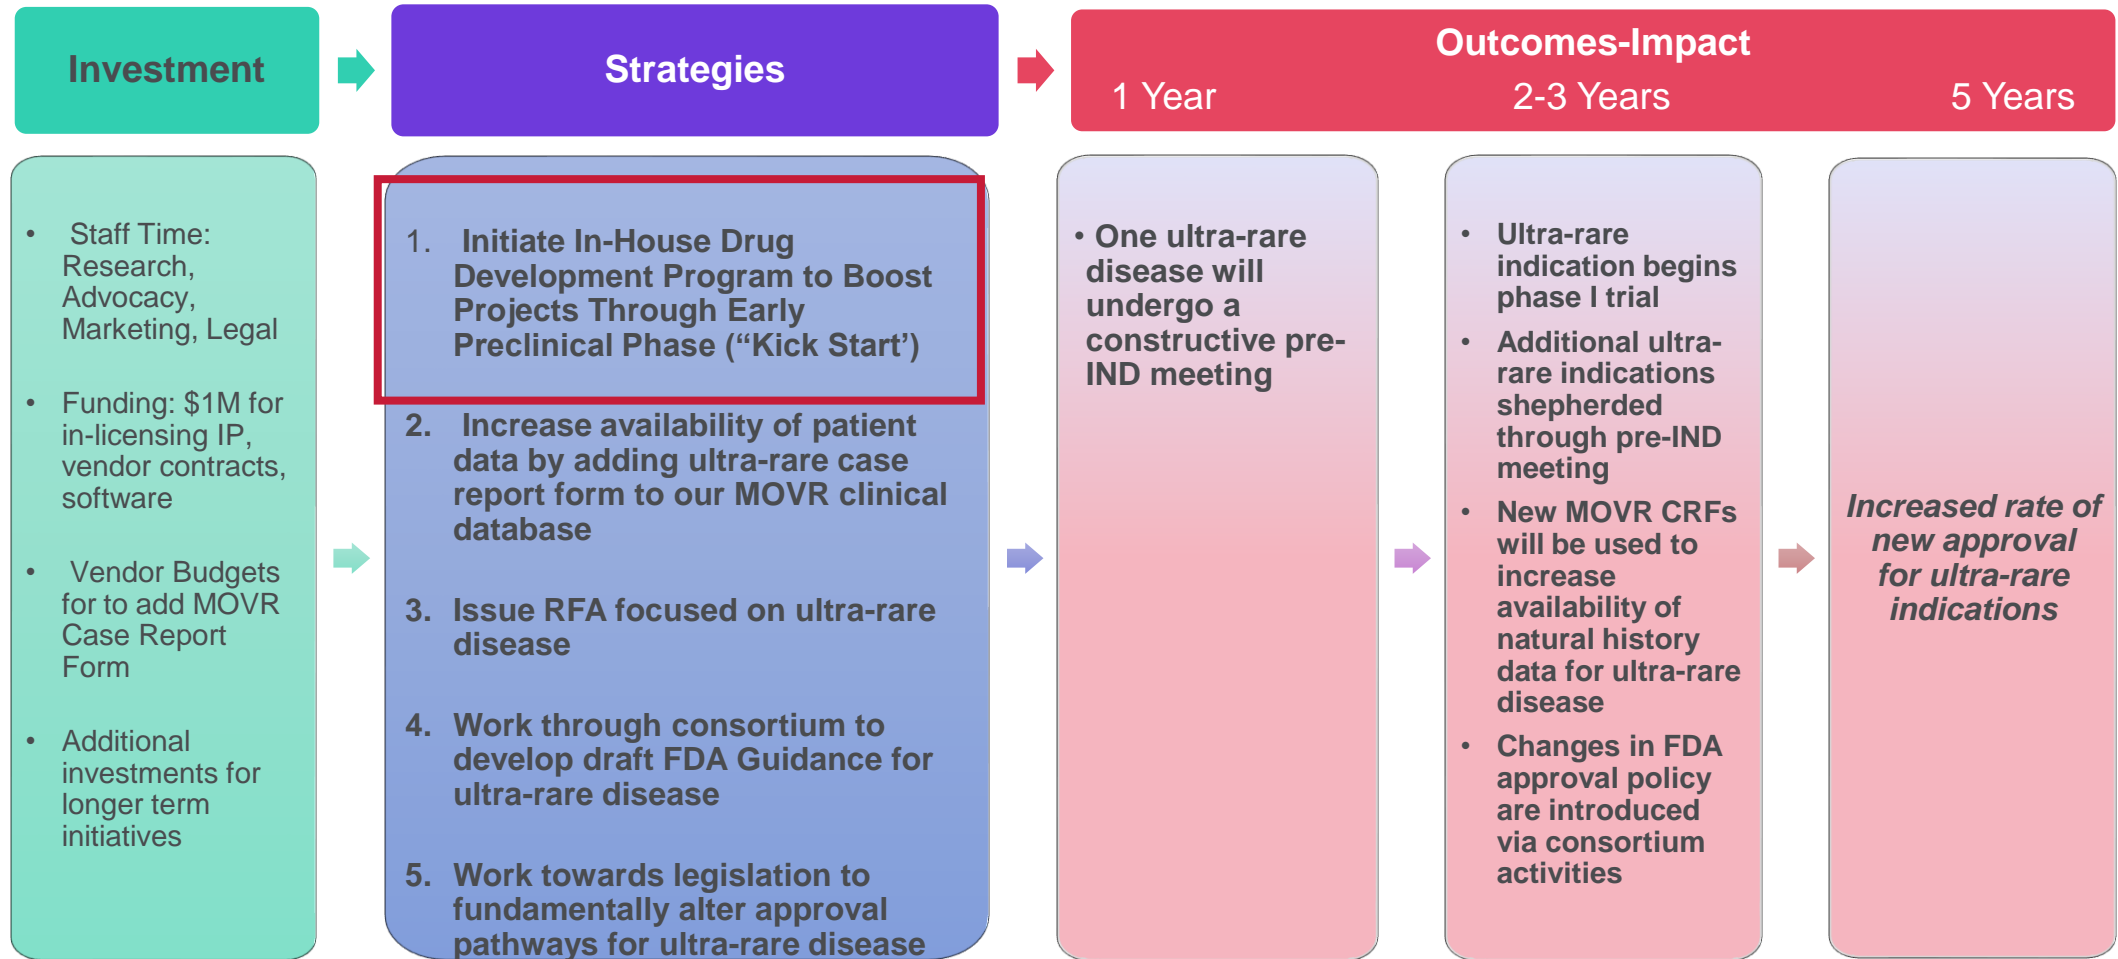 Investment
Strategies
Outcomes-Impact
1 Year
2-3 Years
5 Years
• Staff Time:
Research,
Advocacy,
Marketing, Legal
• Funding: $1M for
in-licensing IP,
vendor contracts,
software
• Vendor Budgets
for to add MOVR
Case Report
Form
• Additional
investments for
longer term
initiatives
1. Initiate In-House Drug
Development Program to Boost
Projects Through Early
Preclinical Phase (“Kick Start’)
2. Increase availability of patient
data by adding ultra-rare case
report form to our MOVR clinical
database
3. Issue RFA focused on ultra-rare
disease
4. Work through consortium to
develop draft FDA Guidance for
ultra-rare disease
5. Work towards legislation to
fundamentally alter approval
pathways for ultra-rare disease
• One ultra-rare
disease will
undergo a
constructive pre-
IND meeting
• Ultra-rare
indication begins
phase I trial
• Additional ultra-
rare indications
shepherded
through pre-IND
meeting
• New MOVR CRFs
will be used to
increase
availability of
natural history
data for ultra-rare
disease
• Changes in FDA
approval policy
are introduced
via consortium
activities
Increased rate of
new approval
for ultra-rare
indications